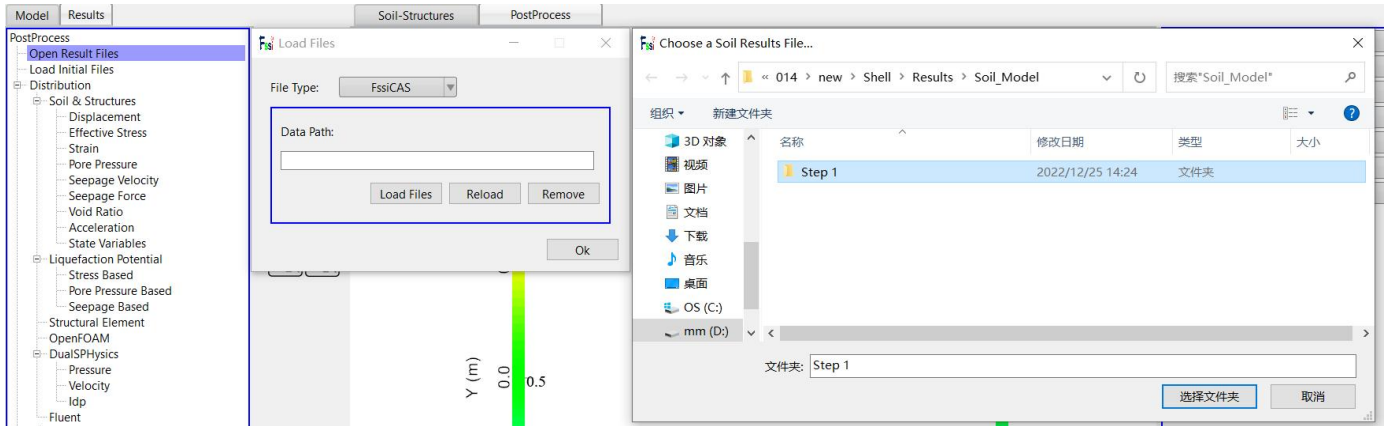 Model Results
Soil-Structures PostProcess
PostProcess
Open Result Files
Load Initial Files
Distribution
Soil & Structures
Displacement
Effective Stress
Strain
Pore Pressure
Seepage Velocity
Seepage Force
Void Ratio
Acceleration
State Variables
Liquefaction Potential
Stress Based
Pore Pressure Based
Seepage Based
Structural Element
OpenFOAM
DualSPHysics
Pressure
Velocity
Idp
Fluent
Fssi Load Files
File Type: FssiCAS
Data Path:
Load Files Reload Remove
Ok
Y (m)
0.0
0.5
Fssi Choose a Soil Results File...
« 014 > new > Shell > Results > Soil_Model
搜索"Soil_Model"
组织 新建文件夹
3D 对象
视频
图片
文档
下载
音乐
桌面
OS (C:)
mm (D:)
名称 修改日期 类型 大小
Step 1 2022/12/25 14:24 文件夹
文件夹: Step 1
选择文件夹 取消